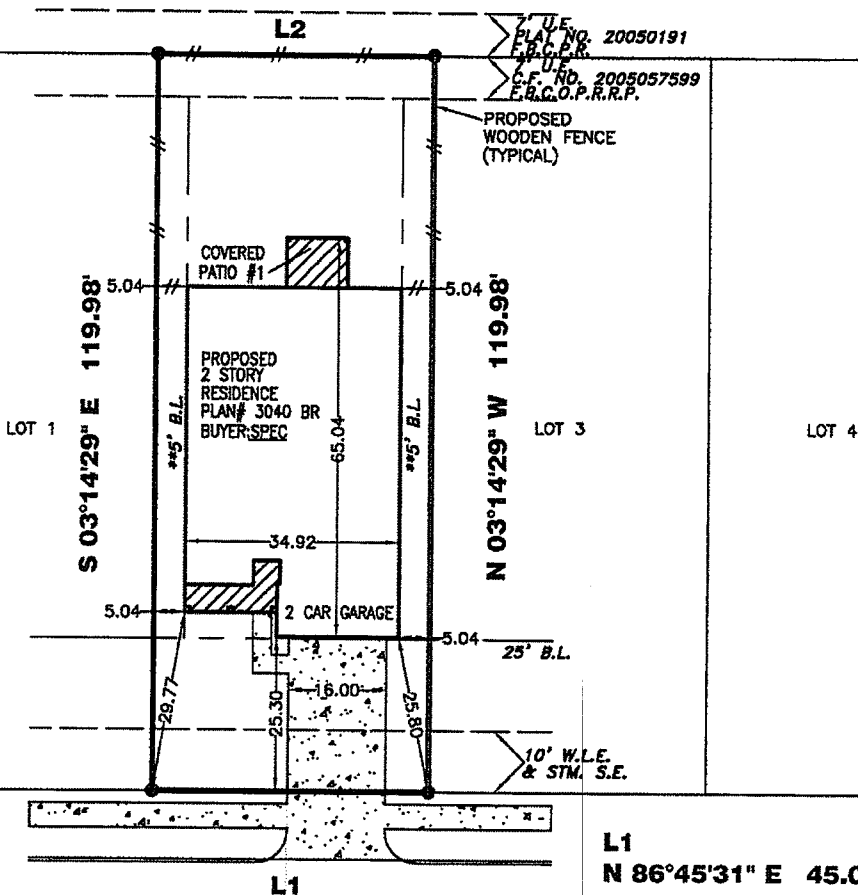 L2
7' U.E.
PLAT NO. 20050191
F.B.C.P.R.
7' U.E.
C.F. NO. 2005057599
F.B.C.O.P.R.R.P.
PROPOSED
WOODEN FENCE
(TYPICAL)
COVERED
PATIO #1
5.04
5.04
S 03°14'29" E 119.98'
N 03°14'29" W 119.98'
PROPOSED
2 STORY
RESIDENCE
PLAN# 3040 BR
BUYER:SPEC
**5' B.L.
**5' B.L.
65.04
LOT 1
LOT 3
LOT 4
34.92
5.04
2 CAR GARAGE
5.04
25' B.L.
29.77
25.30
16.00
25.80
10' W.L.E.
& STM. S.E.
L1
L1
N 86°45'31" E 45.0